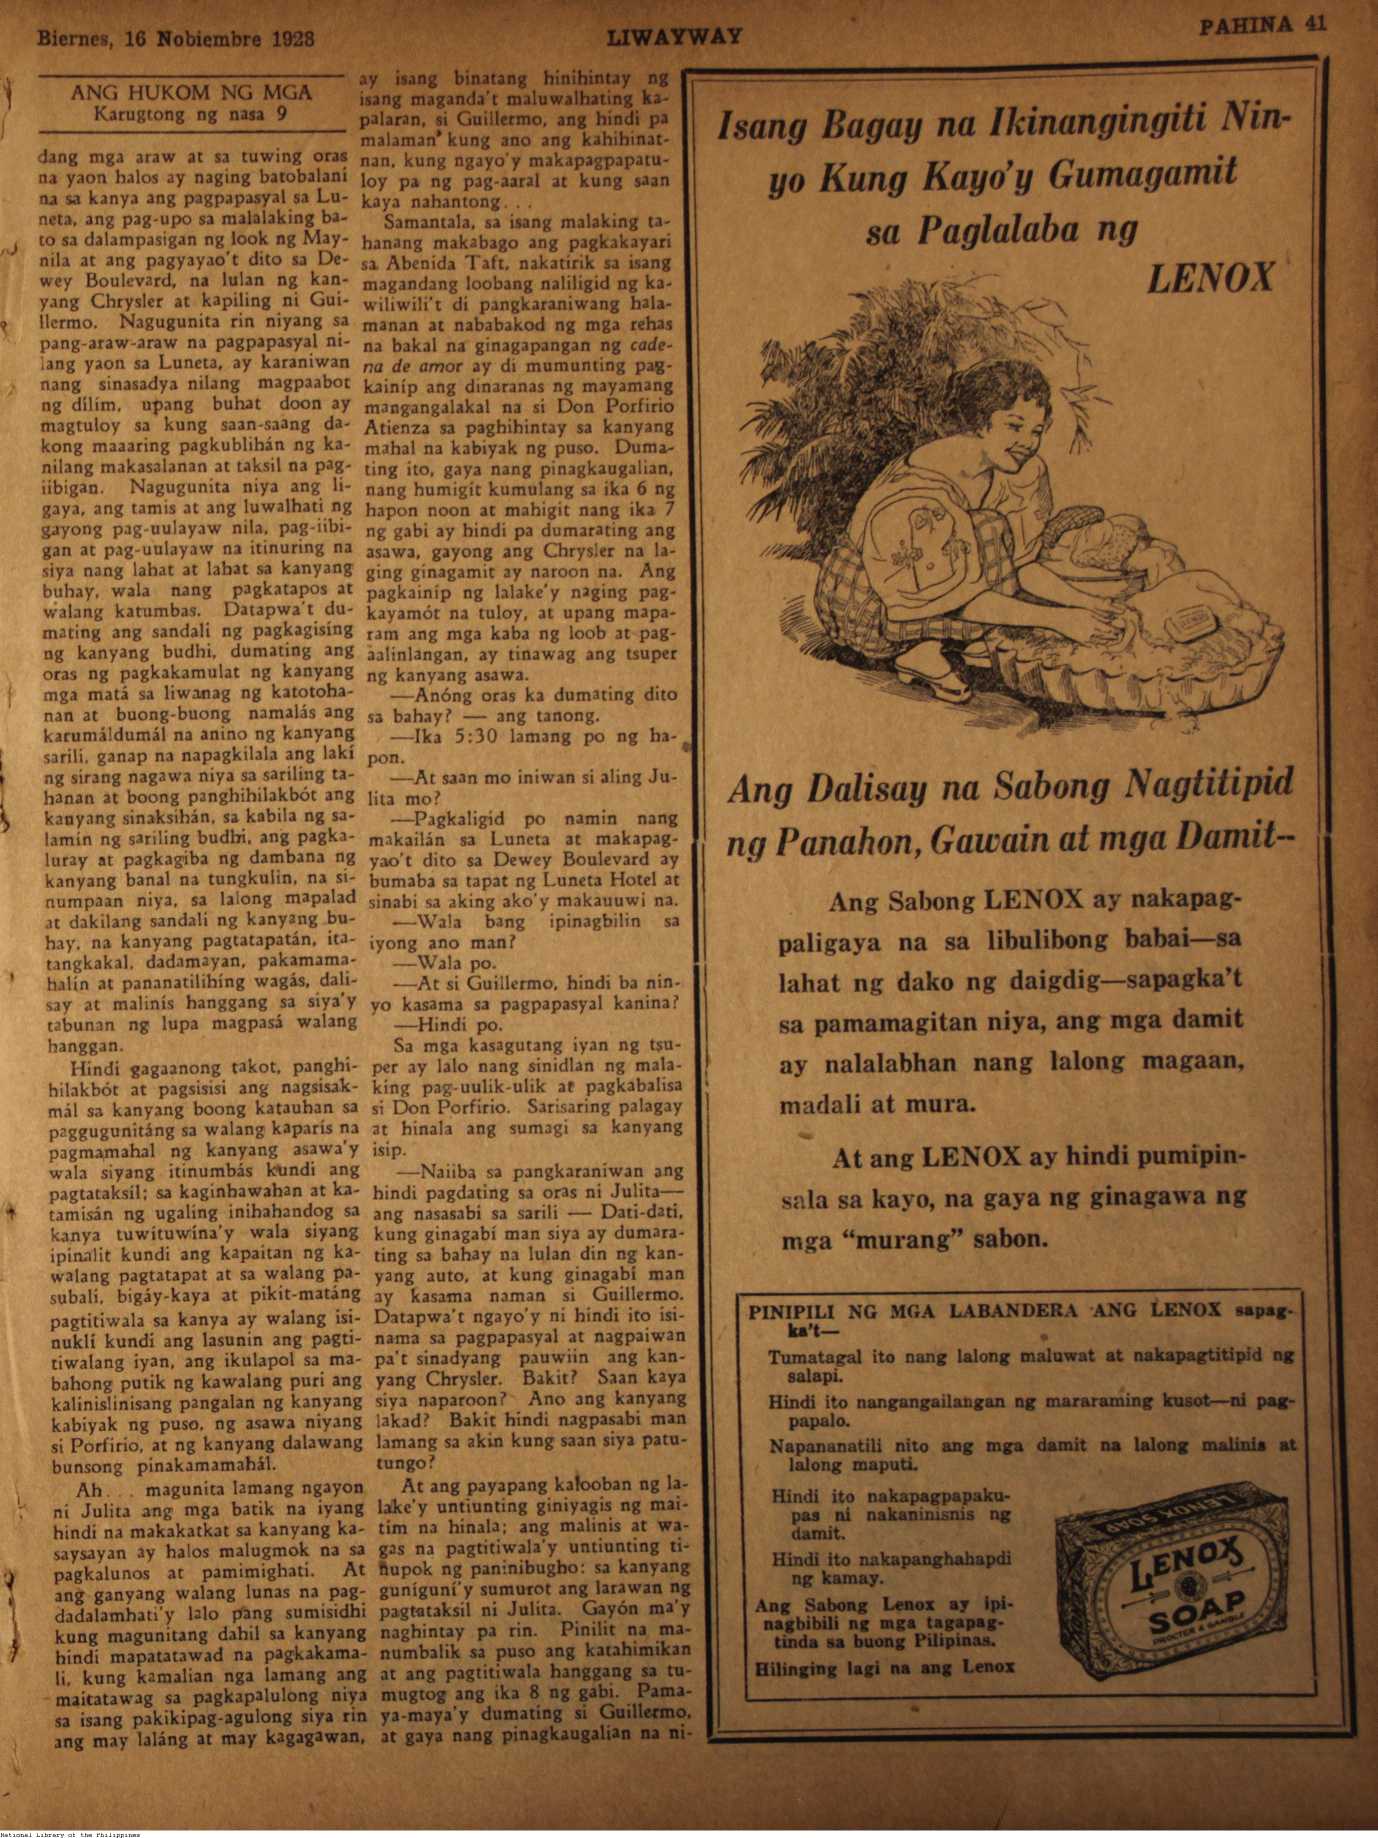 Biernes, 16 Nobiembre 1928
LIWAYWAY
PAHINA 41
ANG HUKOM NG MGA
Karugtong ng nasa 9
dang mga araw at sa tuwing oras
na yaon halos ay naging batobalani
na sa kanya ang pagpapasyal sa Lu-
neta, ang pag-upo sa malalaking ba-
to sa dalampasigan ng look ng May-
nila at ang pagyayao't dito sa De-
wey Boulevard, na lulan ng kan-
yang Chrysler at kapiling ni Gui-
llermo. Nagugunita rin niyang sa
pang-araw-araw na pagpapasyal ni-
lang yaon sa Luneta, ay karaniwan
nang sinasadya nilang magpaabot
ng dílím, upang buhat doon ay
magtuloy sa kung saan-saang da-
kong maaaring pagkublihán ng ka-
nilang makasalanan at taksil na pag-
iibigan. Nagugunita niya ang li-
gaya, ang tamis at ang luwalhati ng
gayong pag-uulayaw nila, pag-iibi-
gan at pag-uulayaw na itinuring na
siya nang lahat at lahat sa kanyang
buhay, wala nang pagkatapos at
walang katumbas. Datapwa't du-
mating ang sandali ng pagkagising
ng kanyang budhi, dumating ang
oras ng pagkakamulat ng kanyang
mga matá sa liwanag ng katotoha-
nan at buong-buong namalás ang
karumáldumál na anino ng kanyang
sarili, ganap na napagkilala ang lakí
ng sirang nagawa niya sa sariling ta-
hanan at boong panghihilakbót ang
kanyang sinaksihán, sa kabila ng sa-
lamín ng sariling budhi, ang pagka-
luray at pagkagiba ng dambana ng
kanyang banal na tungkulin, na si-
numpaan niya, sa lalong mapalad
at dakilang sandali ng kanyang bu-
hay, na kanyang pagtatapatán, ita-
tangkakal, dadamayan, pakamama-
halín at pananatilihíng wagás, dali-
say at malinis hanggang sa siya'y
tabunan ng lupa magpasá walang
hanggan.
Hindi gagaanong takot, panghi-
hilakbót at pagsisisi ang nagsisak-
mál sa kanyang boong katauhan sa
paggugunitáng sa walang kaparis na
pagmamahal ng kanyang asawa'y
wala siyang itinumbás kundi ang
pagtataksil; sa kaginhawahan at ka-
tamisán ng ugaling inihahandog sa
kanya tuwituwína'y wala siyang
ipinalit kundi ang kapaitan ng ka-
walang pagtatapat at sa walang pa-
subali, bigáy-kaya at pikit-matáng
pagtitiwala sa kanya ay walang isi-
nuklí kundi ang lasunin ang pagti-
tiwalang iyan, ang ikulapol sa ma-
bahong putik ng kawalang puri ang
kalinislinisang pangalan ng kanyang
kabiyak ng puso, ng asawa niyang
si Porfirio, at ng kanyang dalawang
bunsong pinakamamahál.
Ah... magunita lamang ngayon
ni Julita ang mga batik na iyang
hindi na makakatkat sa kanyang ka-
saysayan ay halos malugmok na sa
pagkalunos at pamimighati. At
ang ganyang walang lunas na pag-
dadalamhati'y lalo pang sumisidhi
kung magunitang dahil sa kanyang
hindi mapatatawad na pagkakama-
li, kung kamalian nga lamang ang
maitatawag sa pagkapalulong niya
sa isang pakikipag-agulong siya rin
ang may laláng at may kagagawan,
ay isang binatang hinihintay ng
isang maganda't maluwalhating ka-
palaran, si Guillermo, ang hindi pa
malaman kung ano ang kahihinat-
nan, kung ngayo'y makapagpapatu-
loy pa ng pag-aaral at kung saan
kaya nahantong...
Samantala, sa isang malaking ta-
hanang makabago ang pagkakayari
sa Abenida Taft, nakatirik sa isang
magandang loobang naliligid ng ka-
wiliwili't di pangkaraniwang hala-
manan at nababakod ng mga rehas
na bakal na ginagapangan ng cade-
na de amor ay di mumunting pag-
kainíp ang dinaranas ng mayamang
mangangalakal na si Don Porfirio
Atienza sa paghihintay sa kanyang
mahal na kabiyak ng puso. Duma-
ting ito, gaya nang pinagkaugalian,
nang humigít kumulang sa ika 6 ng
hapon noon at mahigit nang ika 7
ng gabi ay hindi pa dumarating ang
asawa, gayong ang Chrysler na la-
ging ginagamit ay naroon na. Ang
pagkainíp ng lalake'y naging pag-
kayamót na tuloy, at upang mapa-
ram ang mga kaba ng loob at pag-
aalinlangan, ay tinawag ang tsuper
ng kanyang asawa.
—Anóng oras ka dumating dito
sa bahay? — ang tanong.
—Ika 5:30 lamang po ng ha-
pon.
—At saan mo iniwan si aling Ju-
lita mo?
—Pagkaligíd po namin nang
makailán sa Luneta at makapag-
yao't dito sa Dewey Boulevard ay
bumaba sa tapat ng Luneta Hotel at
sinabi sa aking ako'y makauuwi na.
—Wala bang ipinagbilin sa
iyong ano man?
—Wala po.
—At si Guillermo, hindi ba nin-
yo kasama sa pagpapasyal kanina?
—Hindi po.
Sa mga kasagutang iyan ng tsu-
per ay lalo nang sinidlan ng mala-
king pag-uulik-ulik at pagkabalisa
si Don Porfirio. Sarisaring palagay
at hinala ang sumagi sa kanyang
isip.
—Naiiba sa pangkaraniwan ang
hindi pagdating sa oras ni Julita—
ang nasasabi sa sarili — Dati-dati,
kung ginagabí man siya ay dumara-
ting sa bahay na lulan din ng kan-
yang auto, at kung ginagabí man
ay kasama naman si Guillermo.
Datapwa't ngayo'y ni hindi ito isi-
nama sa pagpapasyal at nagpaiwan
pa't sinadyang pauwiin ang kan-
yang Chrysler. Bakit? Saan kaya
siya naparoon? Ano ang kanyang
lakad? Bakit hindi nagpasabi man
lamang sa akin kung saan siya patu-
tungo?
At ang payapang kalooban ng la-
lake'y untiunting giniyagis ng mai-
tim na hinala; ang malinis at wa-
gas na pagtitiwala'y untiunting ti-
nupok ng paninibugho: sa kanyang
guníguní'y sumurot ang larawan ng
pagtataksil ni Julita. Gayón ma'y
naghintay pa rin. Pinilit na ma-
numbalik sa puso ang katahimikan
at ang pagtitiwala hanggang sa tu-
mugtog ang ika 8 ng gabi. Pama-
ya-maya'y dumating si Guillermo,
at gaya nang pinagkaugalian na ni-
Isang Bagay na Ikinangingiti Nin-
yo Kung Kayo'y Gumagamit
sa Paglalaba ng
LENOX
Ang Dalisay na Sabong Nagtitipid
ng Panahon, Gawain at mga Damit--
Ang Sabong LENOX ay nakapag-
paligaya na sa libulibong babai—sa
lahat ng dako ng daigdig—sapagka't
sa pamamagitan niya, ang mga damit
ay nalalabhan nang lalong magaan,
madali at mura.
At ang LENOX ay hindi pumipin-
sala sa kayo, na gaya ng ginagawa ng
mga "murang" sabon.
PINIPILI NG MGA LABANDERA ANG LENOX sapag-
ka't—
Tumatagal ito nang lalong maluwat at nakapagtitipid ng
salapi.
Hindi ito nangangailangan ng mararaming kusot—ni pag-
papalo.
Napananatili nito ang mga damit na lalong malinis at
lalong maputi.
Hindi ito nakapagpapaku-
pas ni nakaninisnis ng
damit.
Hindi ito nakapanghahapdi
ng kamay.
Ang Sabong Lenox ay ipi-
nagbibili ng mga tagapag-
tinda sa buong Pilipinas.
Hilinging lagi na ang Lenox
LENOX SOAP
LENOX SOAP
LENOX
SOAP
PROCTER & GAMBLE
National Library of the Philippines